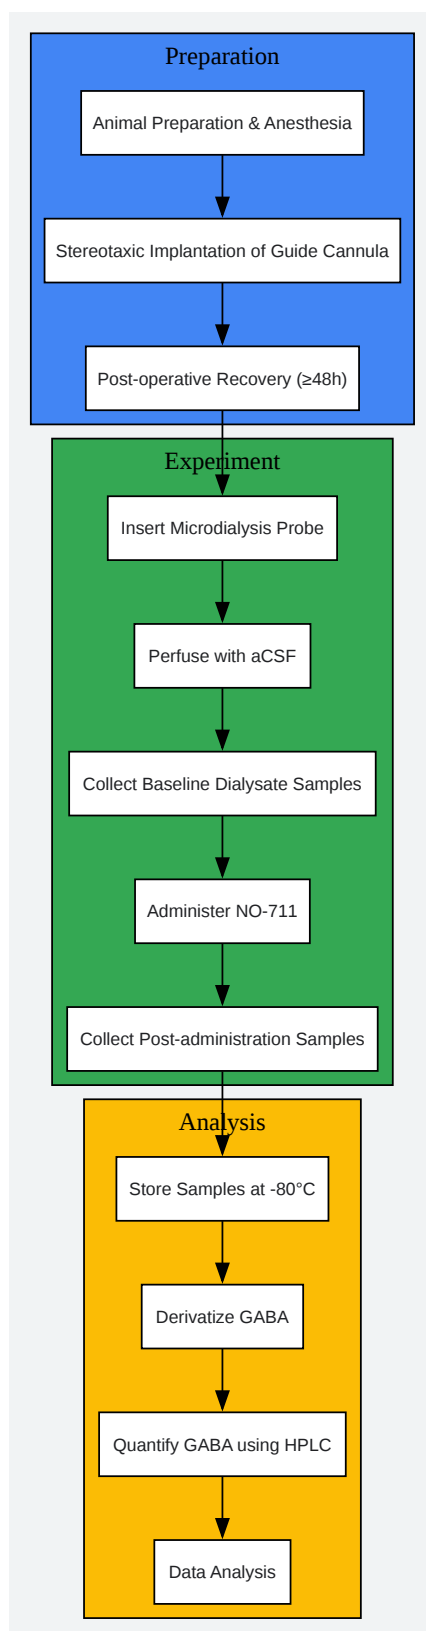 Preparation
Animal Preparation & Anesthesia
Stereotaxic Implantation of Guide Cannula
Post-operative Recovery (≥48h)
Experiment
Insert Microdialysis Probe
Perfuse with aCSF
Collect Baseline Dialysate Samples
Administer NO-711
Collect Post-administration Samples
Analysis
Store Samples at -80°C
Derivatize GABA
Quantify GABA using HPLC
Data Analysis